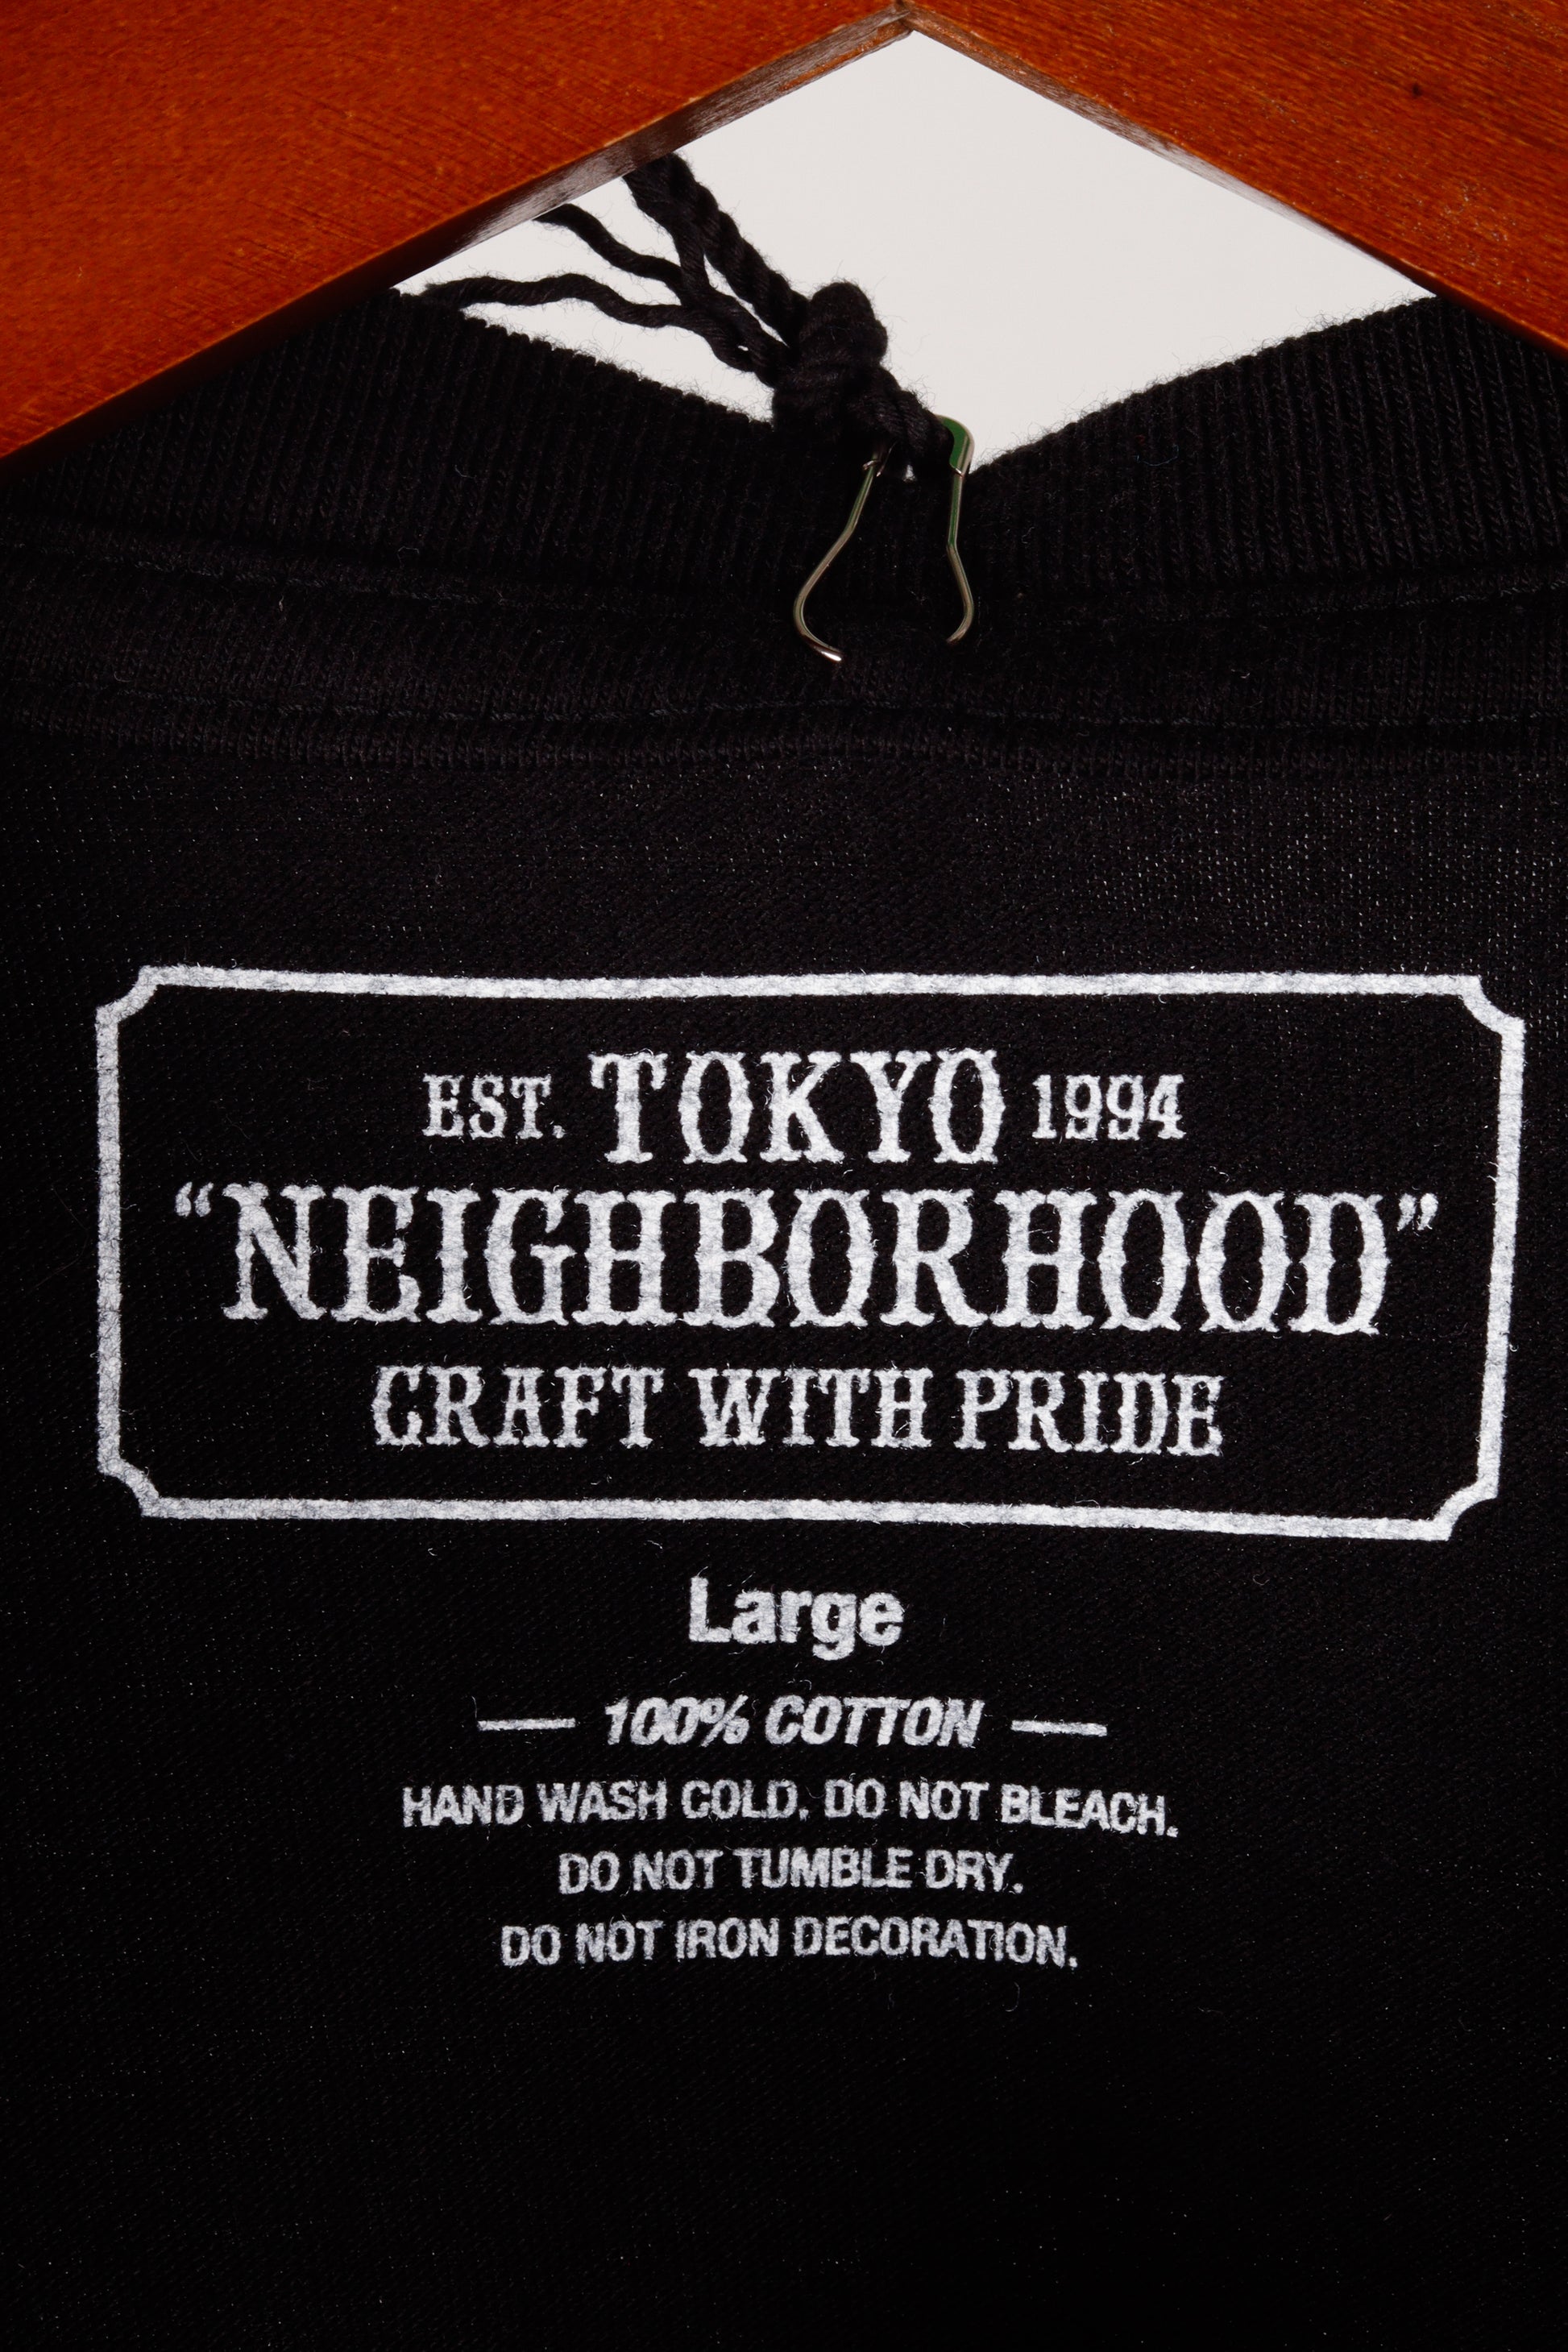 EST. TOKYO 1994
“NEIGHBORHOOD”
CRAFT WITH PRIDE
Large
— 100% COTTON —
HAND WASH COLD. DO NOT BLEACH.
DO NOT TUMBLE DRY.
DO NOT IRON DECORATION.